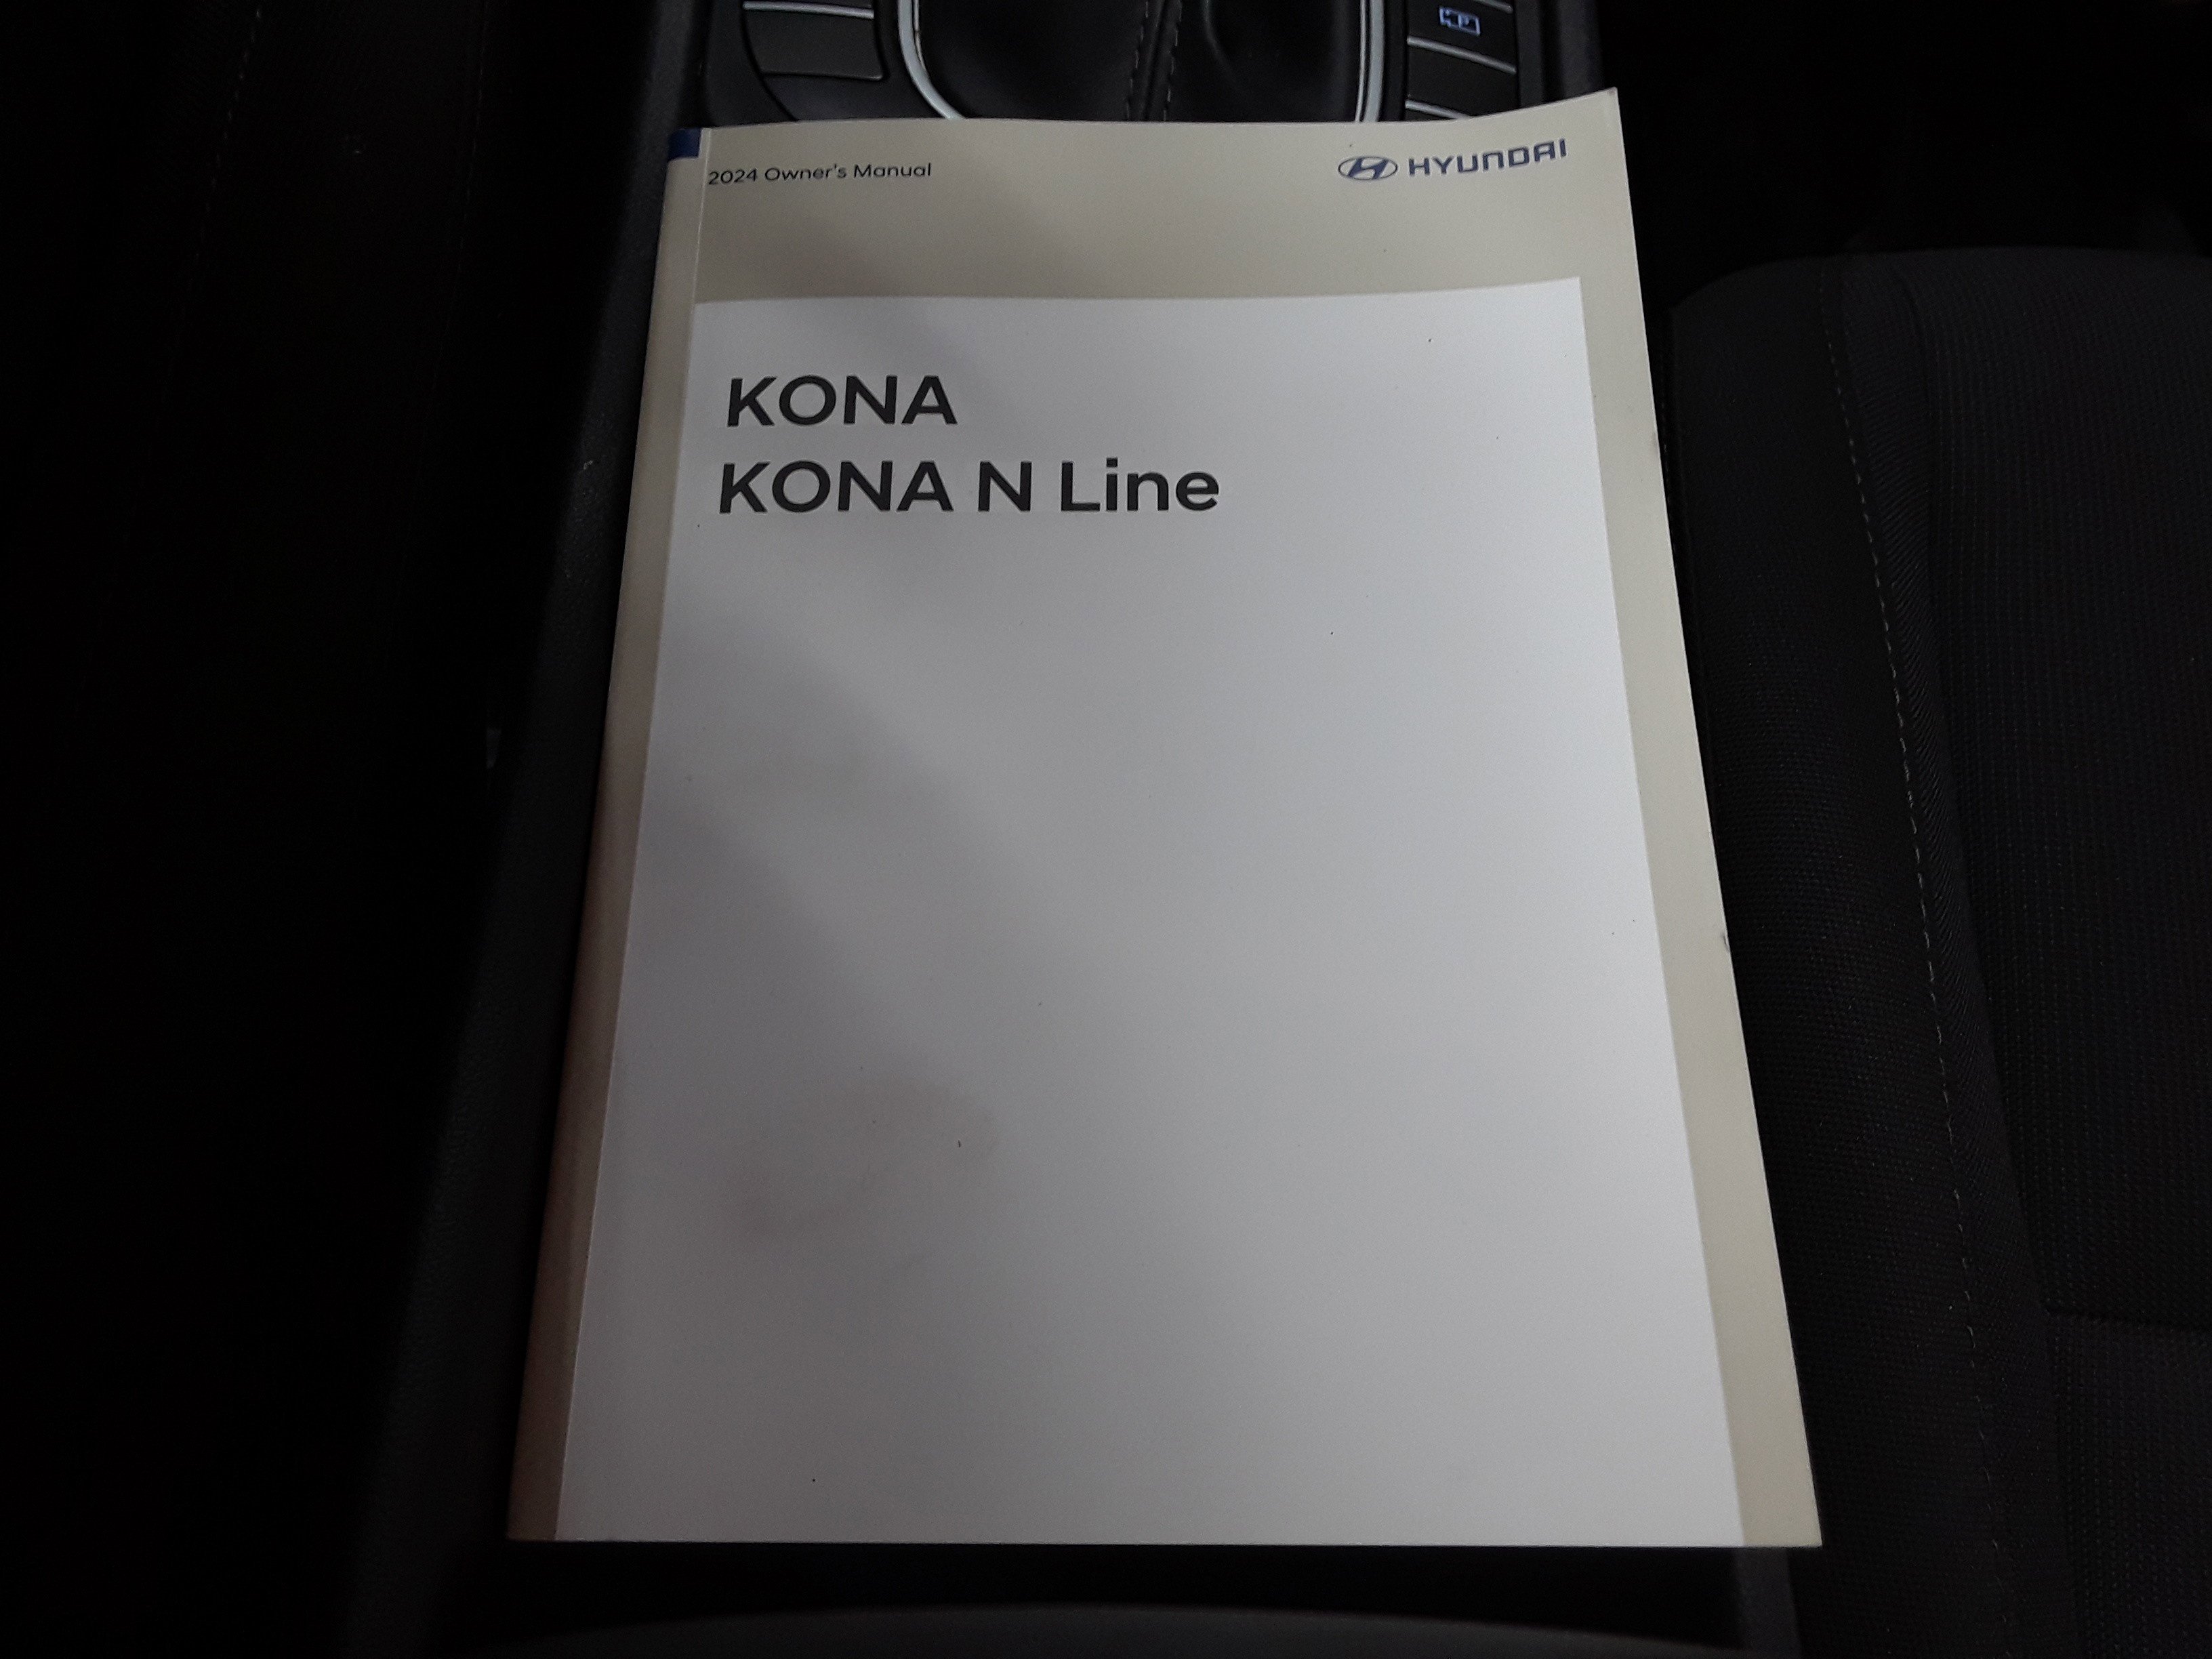 2024 Owner's Manual
HYUNDAI
KONA
KONA N Line